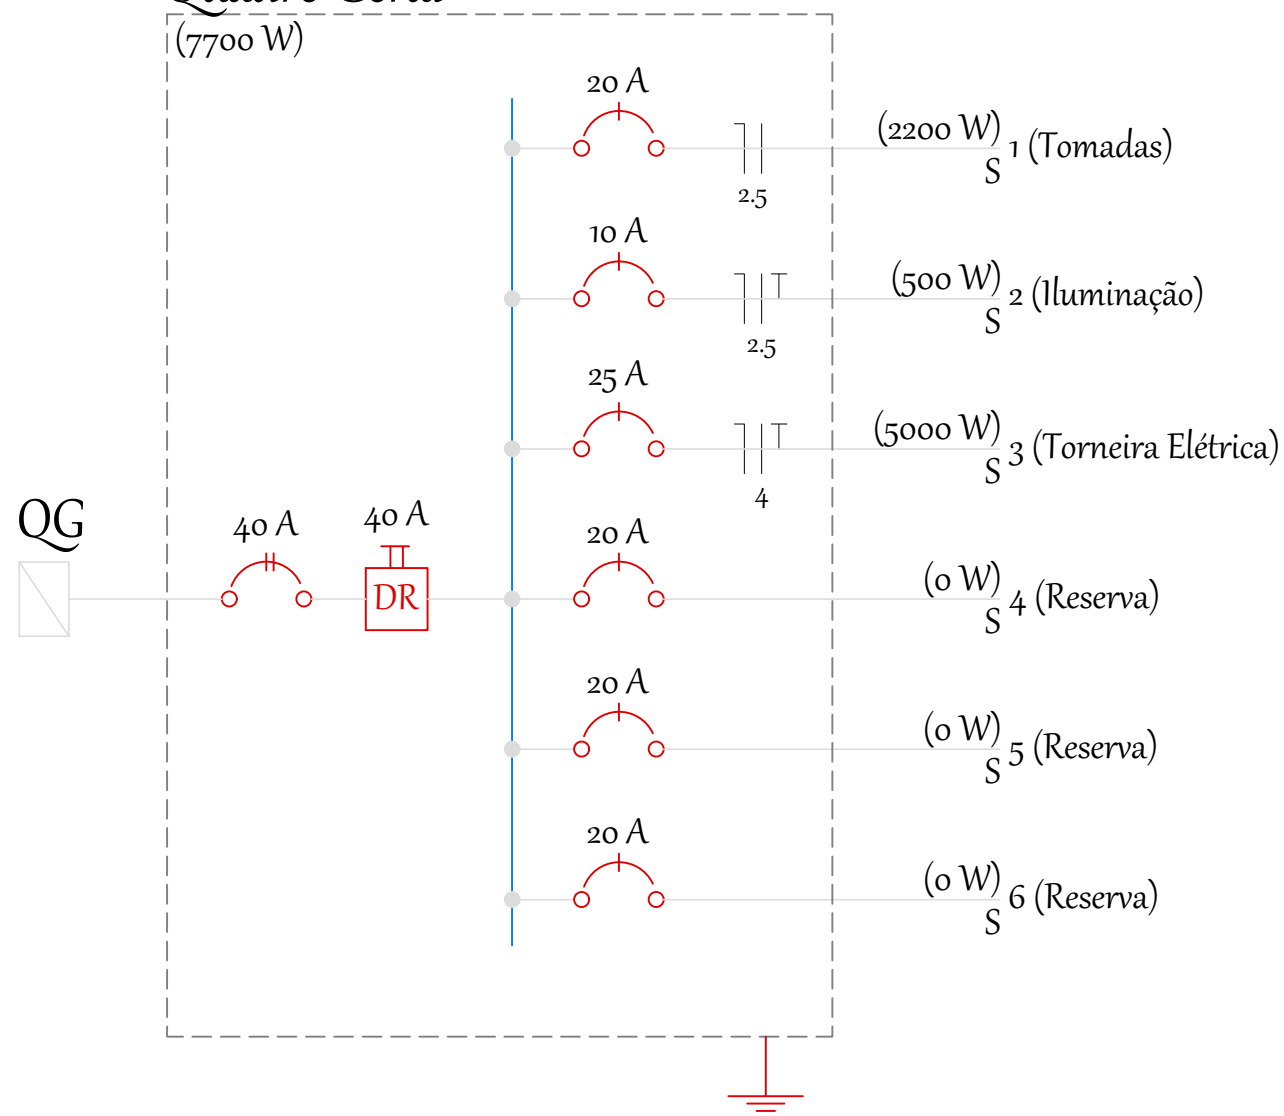 (7700 W)
20 A
(2200 W)
S 1 (Tomadas)
2.5
10 A
(500 W)
S 2 (Iluminação)
2.5
25 A
(5000 W)
S 3 (Torneira Elétrica)
4
QG
40 A
40 A
DR
20 A
(0 W)
S 4 (Reserva)
20 A
(0 W)
S 5 (Reserva)
20 A
(0 W)
S 6 (Reserva)